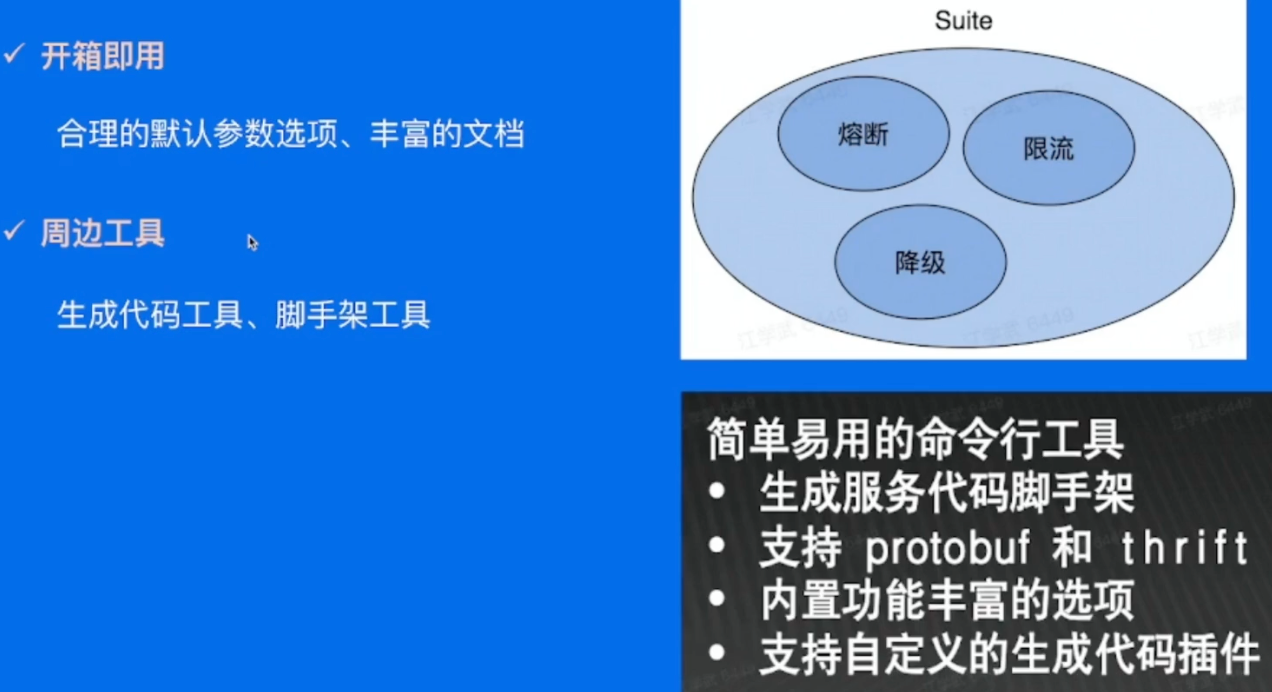 ✓ 开箱即用
合理的默认参数选项、丰富的文档
✓ 周边工具
生成代码工具、脚手架工具
Suite
熔断
限流
降级
江学武 6449
简单易用的命令行工具
• 生成服务代码脚手架
• 支持 protobuf 和 thrift
• 内置功能丰富的选项
• 支持自定义的生成代码插件